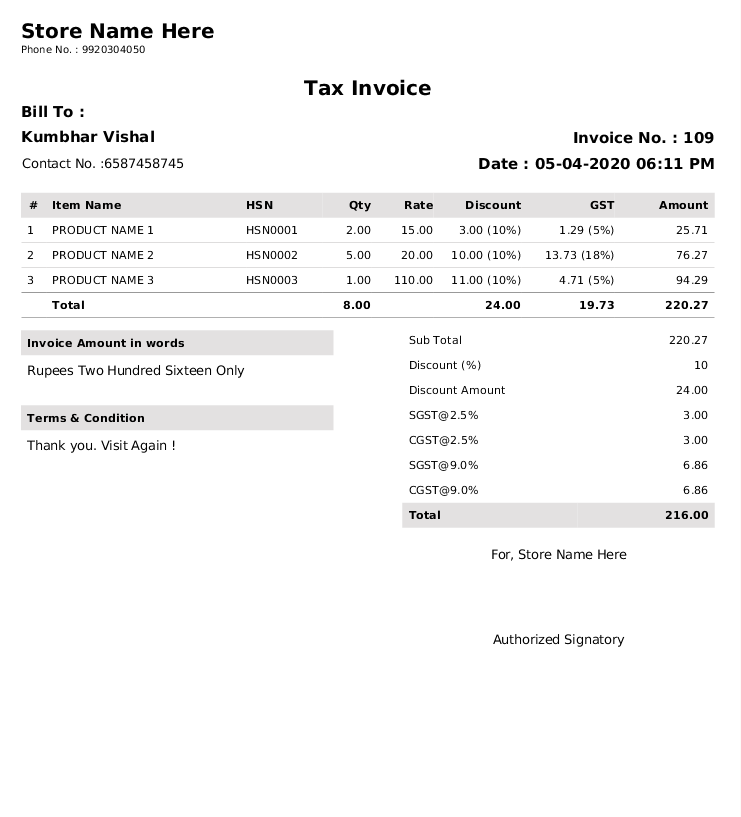 Store Name Here
Phone No. : 9920304050
Tax Invoice
Bill To :
Kumbhar Vishal
Invoice No. : 109
Contact No. :6587458745
Date : 05-04-2020 06:11 PM
# Item Name HSN Qty Rate Discount GST Amount
1 PRODUCT NAME 1 HSN0001 2.00 15.00 3.00 (10%) 1.29 (5%) 25.71
2 PRODUCT NAME 2 HSN0002 5.00 20.00 10.00 (10%) 13.73 (18%) 76.27
3 PRODUCT NAME 3 HSN0003 1.00 110.00 11.00 (10%) 4.71 (5%) 94.29
Total 8.00 24.00 19.73 220.27
Invoice Amount in words
Rupees Two Hundred Sixteen Only
Terms & Condition
Thank you. Visit Again !
Sub Total 220.27
Discount (%) 10
Discount Amount 24.00
SGST@2.5% 3.00
CGST@2.5% 3.00
SGST@9.0% 6.86
CGST@9.0% 6.86
Total 216.00
For, Store Name Here
Authorized Signatory